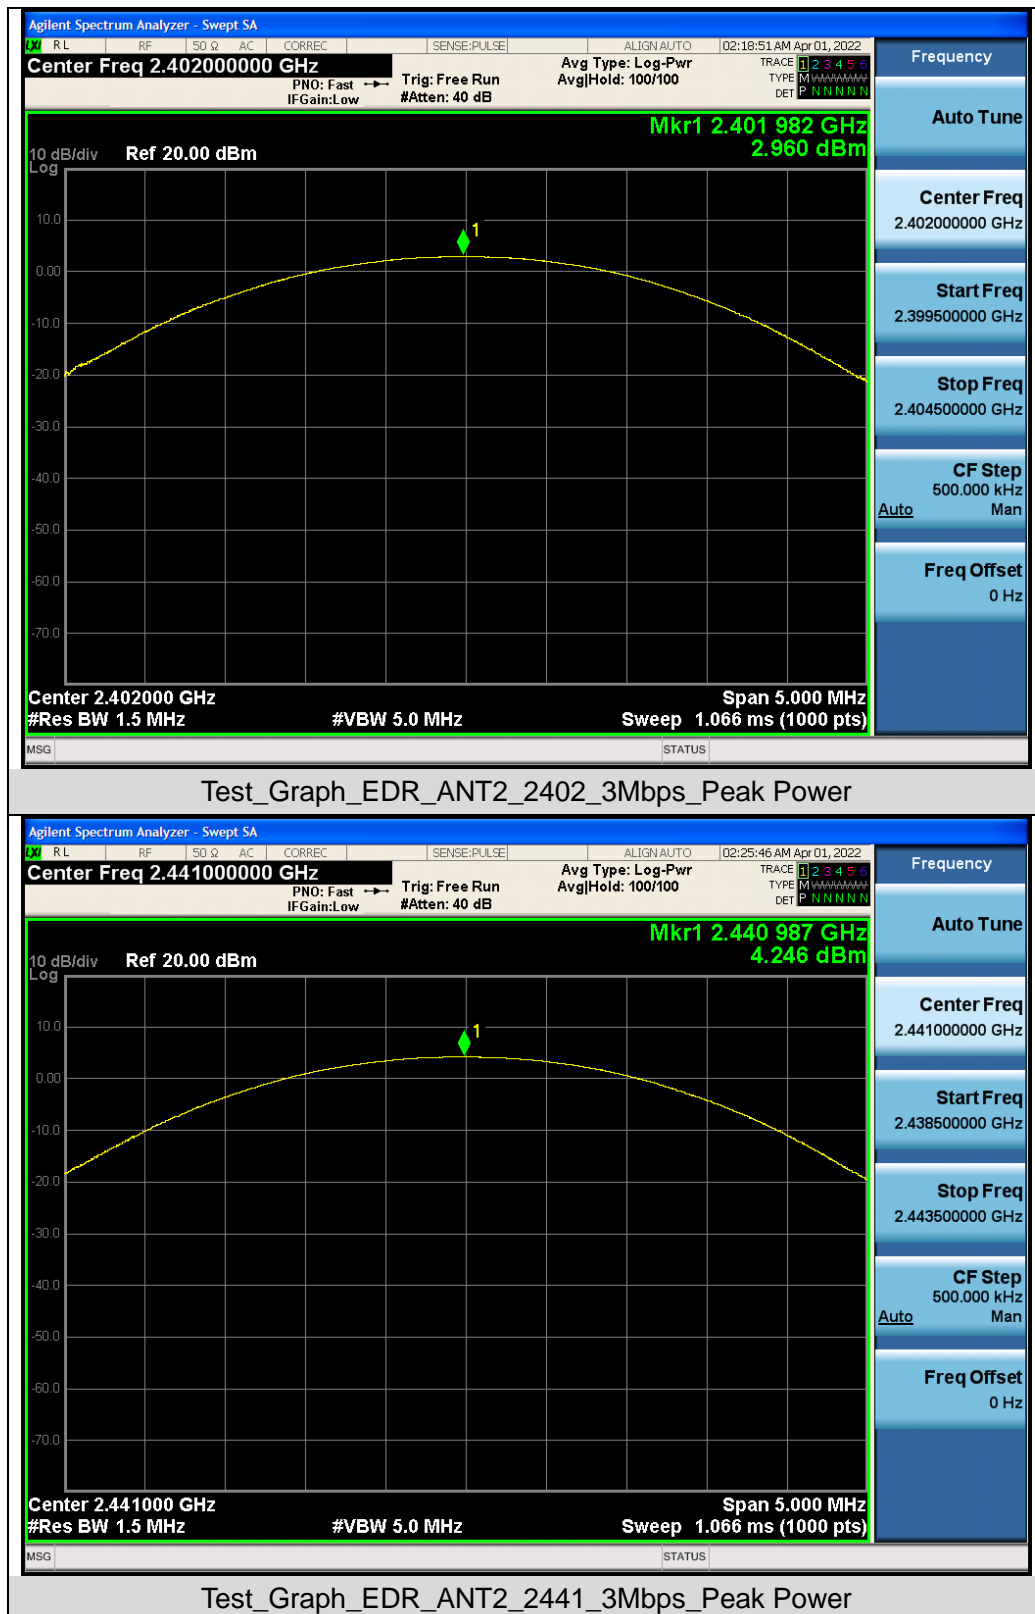 Agilent Spectrum Analyzer - Swept SA
LXI RL RF 50 Ω AC CORREC SENSE:PULSE ALIGN AUTO 02:18:51 AM Apr 01, 2022
Center Freq 2.402000000 GHz
PNO: Fast
IFGain:Low
Trig: Free Run
#Atten: 40 dB
Avg Type: Log-Pwr
Avg|Hold: 100/100
TRACE 1 2 3 4 5 6
TYPE M
DET P N N N N N
Mkr1 2.401 982 GHz
2.960 dBm
10 dB/div Ref 20.00 dBm
Log
10.0
1
0.00
-10.0
-20.0
-30.0
-40.0
-50.0
-60.0
-70.0
Center 2.402000 GHz Span 5.000 MHz
#Res BW 1.5 MHz #VBW 5.0 MHz Sweep 1.066 ms (1000 pts)
MSG STATUS
Frequency
Auto Tune
Center Freq
2.402000000 GHz
Start Freq
2.399500000 GHz
Stop Freq
2.404500000 GHz
CF Step
500.000 kHz
Auto Man
Freq Offset
0 Hz
Test_Graph_EDR_ANT2_2402_3Mbps_Peak Power
Agilent Spectrum Analyzer - Swept SA
LXI RL RF 50 Ω AC CORREC SENSE:PULSE ALIGN AUTO 02:25:46 AM Apr 01, 2022
Center Freq 2.441000000 GHz
PNO: Fast
IFGain:Low
Trig: Free Run
#Atten: 40 dB
Avg Type: Log-Pwr
Avg|Hold: 100/100
TRACE 1 2 3 4 5 6
TYPE M
DET P N N N N N
Mkr1 2.440 987 GHz
4.246 dBm
10 dB/div Ref 20.00 dBm
Log
10.0
1
0.00
-10.0
-20.0
-30.0
-40.0
-50.0
-60.0
-70.0
Center 2.441000 GHz Span 5.000 MHz
#Res BW 1.5 MHz #VBW 5.0 MHz Sweep 1.066 ms (1000 pts)
MSG STATUS
Frequency
Auto Tune
Center Freq
2.441000000 GHz
Start Freq
2.438500000 GHz
Stop Freq
2.443500000 GHz
CF Step
500.000 kHz
Auto Man
Freq Offset
0 Hz
Test_Graph_EDR_ANT2_2441_3Mbps_Peak Power